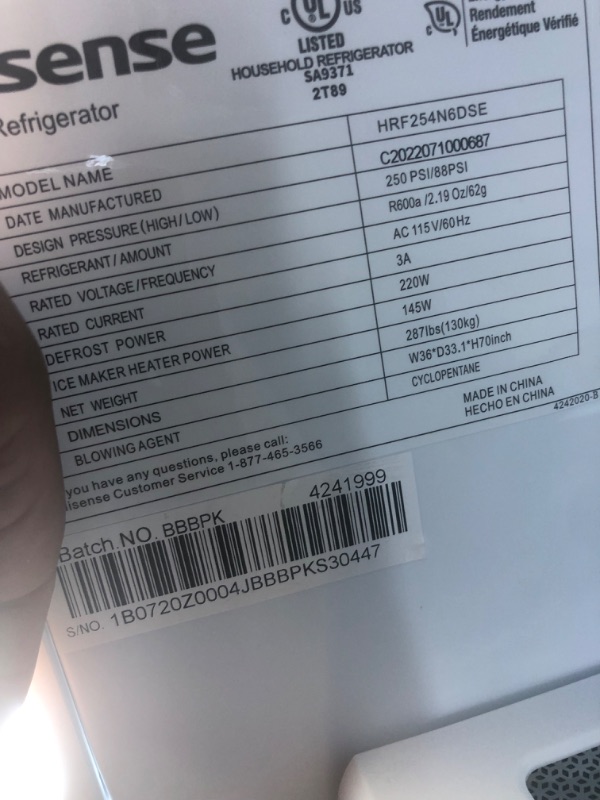 c UL US
LISTED
HOUSEHOLD REFRIGERATOR
SA9371
2T89
c UL
Rendement
Énergétique Vérifié
sense
Refrigerator
MODEL NAME HRF254N6DSE
DATE MANUFACTURED C2022071000687
DESIGN PRESSURE(HIGH/LOW) 250 PSI/88PSI
REFRIGERANT/AMOUNT R600a /2.19 Oz/62g
RATED VOLTAGE/FREQUENCY AC 115V/60Hz
RATED CURRENT 3A
DEFROST POWER 220W
ICE MAKER HEATER POWER 145W
NET WEIGHT 287lbs(130kg)
DIMENSIONS W36*D33.1*H70inch
BLOWING AGENT CYCLOPENTANE
MADE IN CHINA
HECHO EN CHINA
4242020-B
you have any questions, please call:
isense Customer Service 1-877-465-3566
Batch NO. BBBPK 4241999
S/NO. 1B0720Z0004JBBBPKS30447